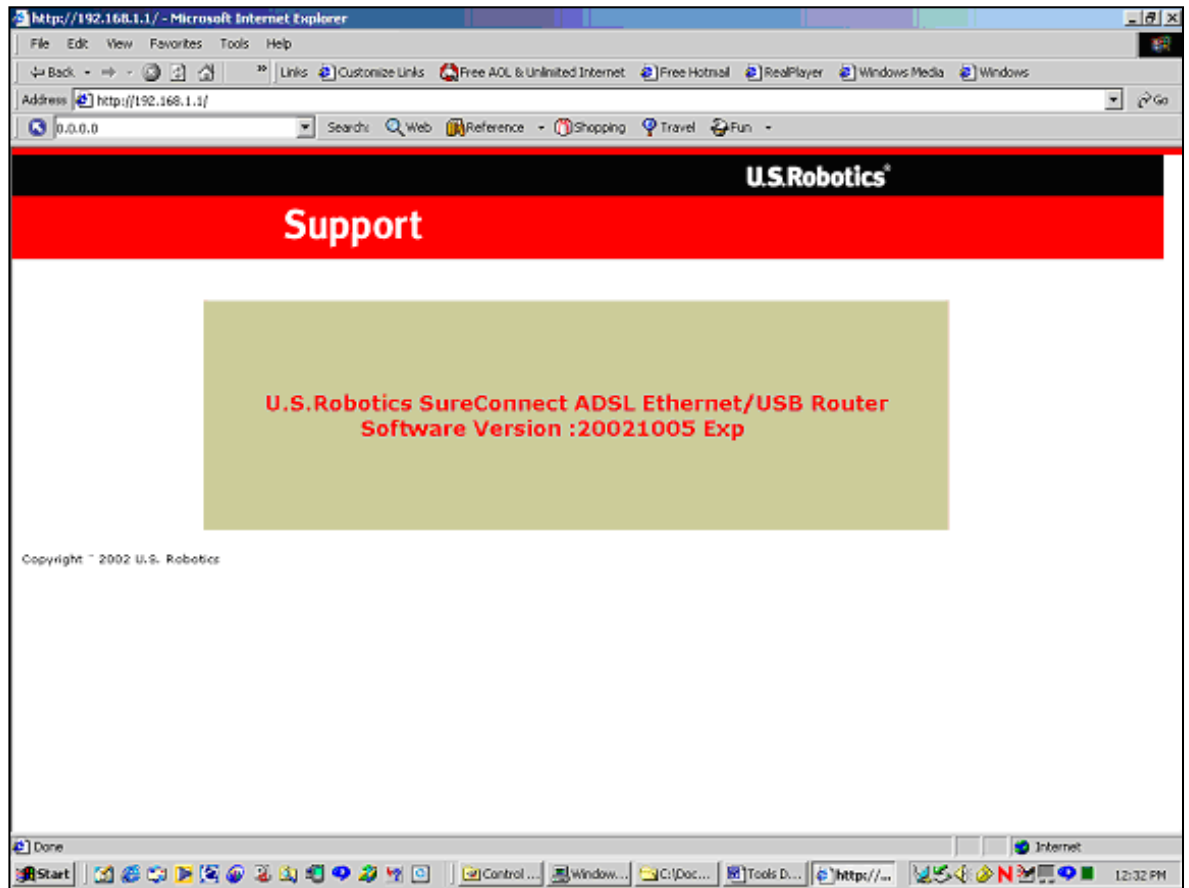 http://192.168.1.1/ - Microsoft Internet Explorer
File Edit View Favorites Tools Help
Back Links Customize Links Free AOL & Unlimited Internet Free Hotmail RealPlayer Windows Media Windows
Address http://192.168.1.1/ Go
0.0.0.0 Search: Web Reference Shopping Travel Fun
U.S.Robotics®
Support
U.S.Robotics SureConnect ADSL Ethernet/USB Router
Software Version :20021005 Exp
Copyright ~ 2002 U.S. Robotics
Done Internet
Start Control ... Window... C:\Doc... Tools D... http://... 12:32 PM